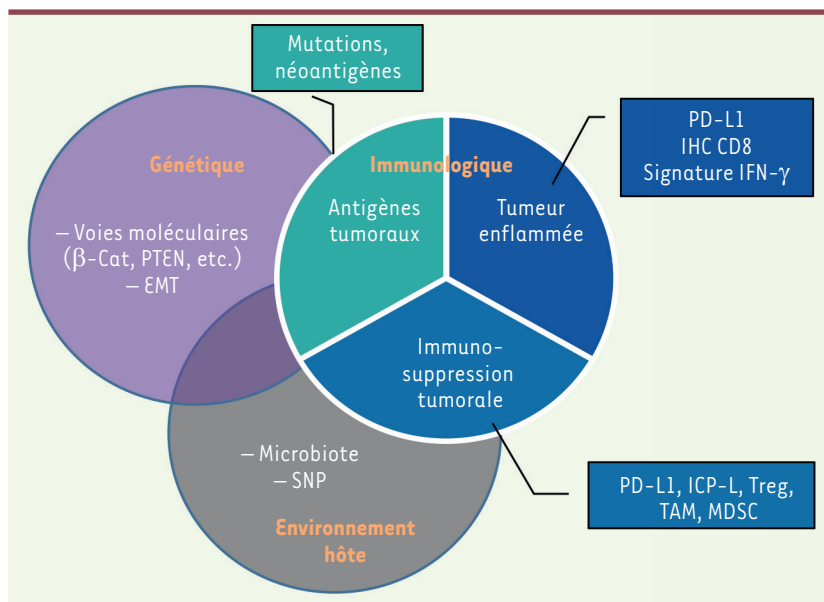 Mutations,
néoantigènes
PD-L1
IHC CD8
Signature IFN-γ
Génétique
Immunologique
– Voies moléculaires
(β-Cat, PTEN, etc.)
– EMT
Antigènes
tumoraux
Tumeur
enflammée
Immuno-
suppression
tumorale
– Microbiote
– SNP
Environnement
hôte
PD-L1, ICP-L, Treg,
TAM, MDSC